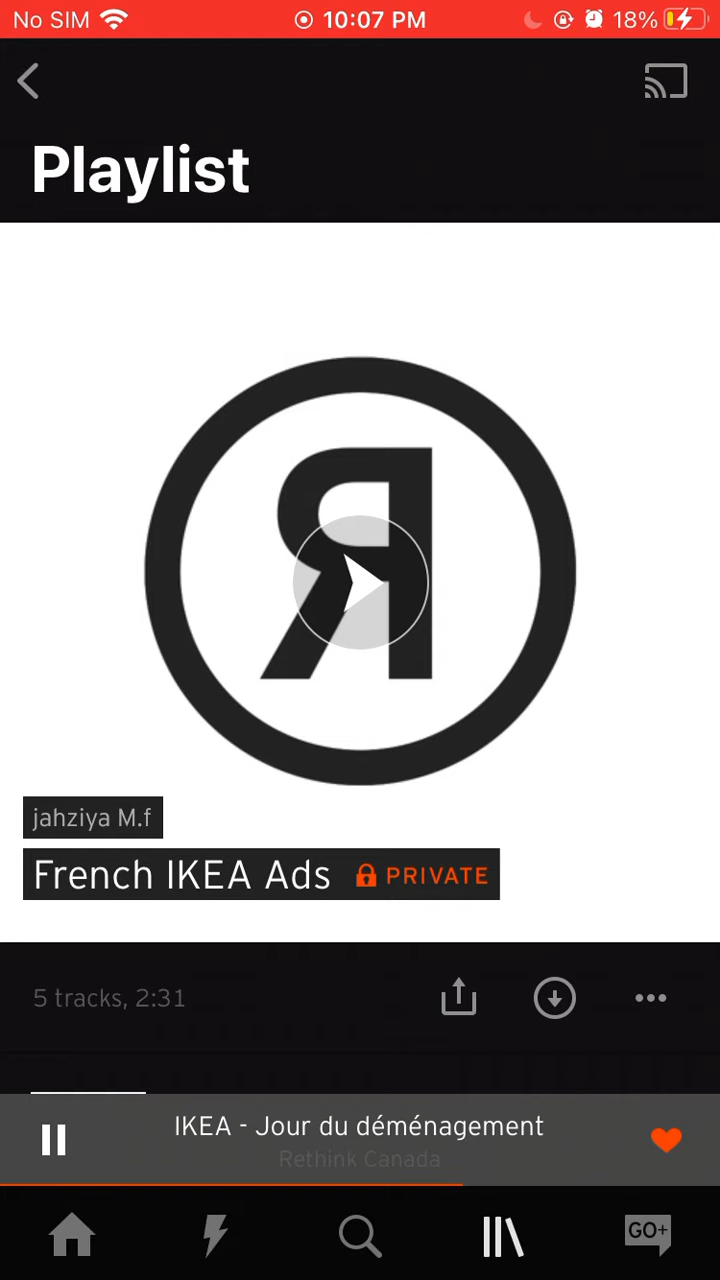 No SIM 10:07 PM 18%
Playlist
Я
jahziya M.f
French IKEA Ads PRIVATE
5 tracks, 2:31
IKEA - Jour du déménagement
Rethink Canada
GO+